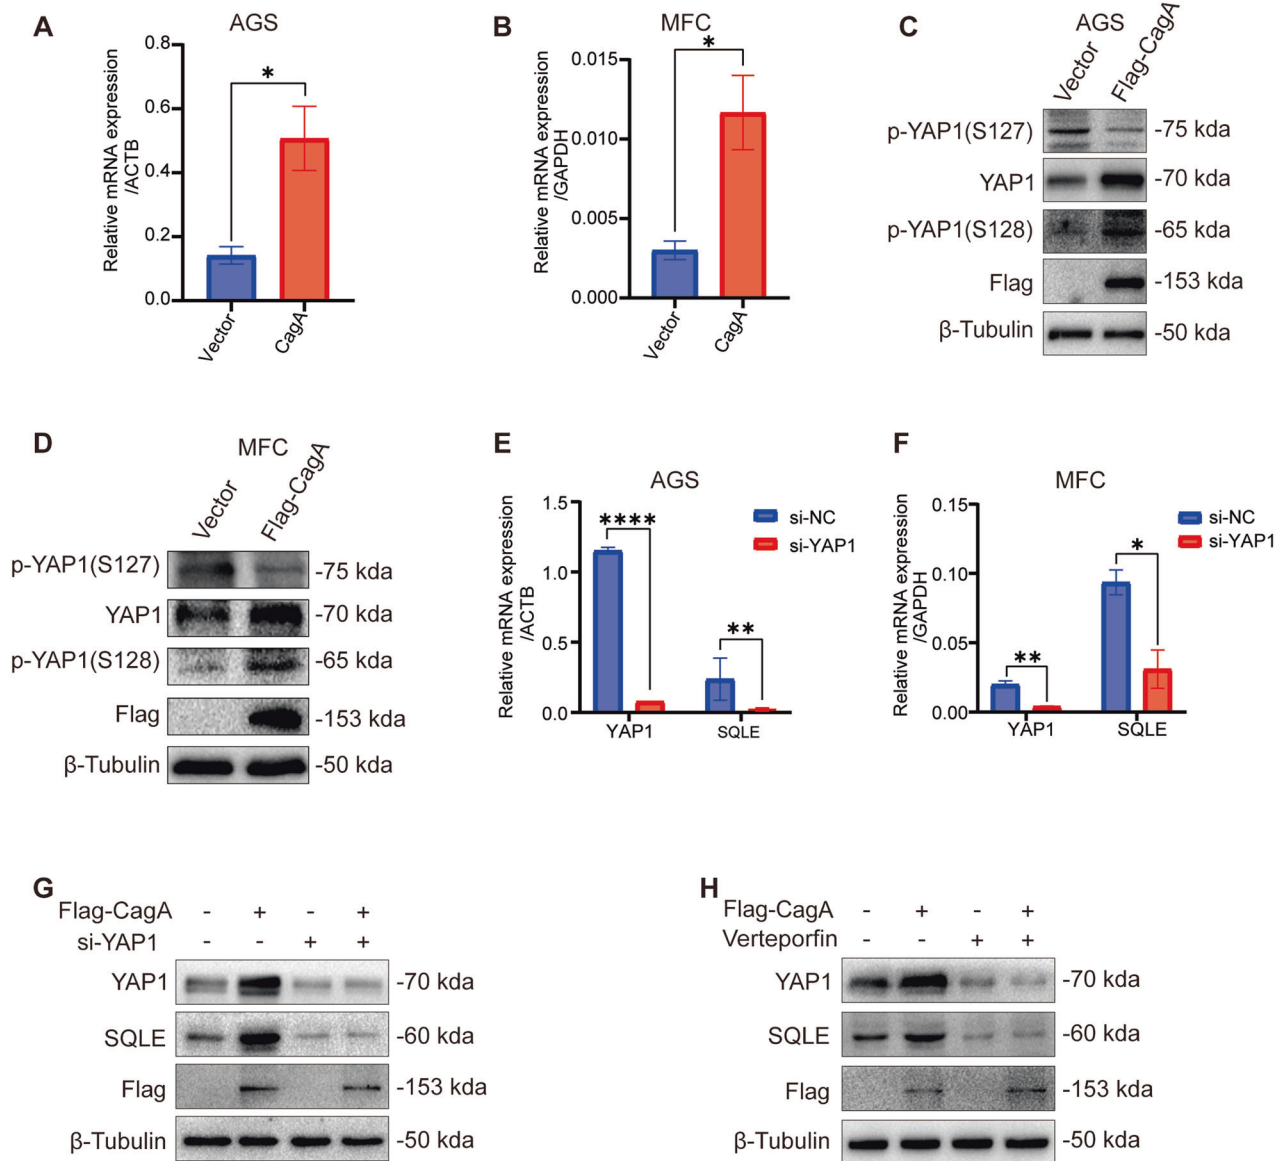 A
AGS
Relative mRNA expression
/ACTB
0.8
0.6
0.4
0.2
0.0
*
Vector
CagA
B
MFC
Relative mRNA expression
/GAPDH
0.015
0.010
0.005
0.000
*
Vector
CagA
C
AGS
Vector
Flag-CagA
p-YAP1(S127)
-75 kda
YAP1
-70 kda
p-YAP1(S128)
-65 kda
Flag
-153 kda
β-Tubulin
-50 kda
D
MFC
Vector
Flag-CagA
p-YAP1(S127)
-75 kda
YAP1
-70 kda
p-YAP1(S128)
-65 kda
Flag
-153 kda
β-Tubulin
-50 kda
E
AGS
Relative mRNA expression
/ACTB
1.5
1.0
0.5
0.0
****
**
YAP1
SQLE
si-NC
si-YAP1
F
MFC
Relative mRNA expression
/GAPDH
0.15
0.10
0.05
0.00
**
*
YAP1
SQLE
si-NC
si-YAP1
G
Flag-CagA - + - +
si-YAP1 - - + +
YAP1
-70 kda
SQLE
-60 kda
Flag
-153 kda
β-Tubulin
-50 kda
H
Flag-CagA - + - +
Verteporfin - - + +
YAP1
-70 kda
SQLE
-60 kda
Flag
-153 kda
β-Tubulin
-50 kda